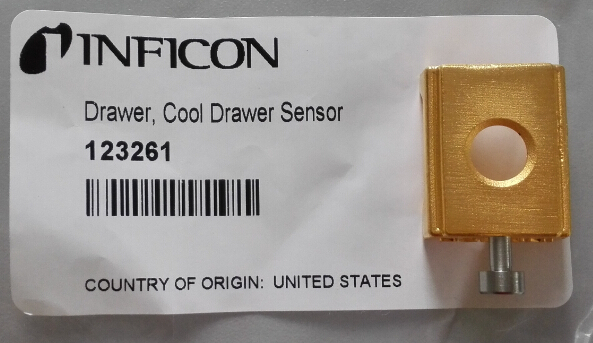 INFICON
Drawer, Cool Drawer Sensor
123261
COUNTRY OF ORIGIN: UNITED STATES